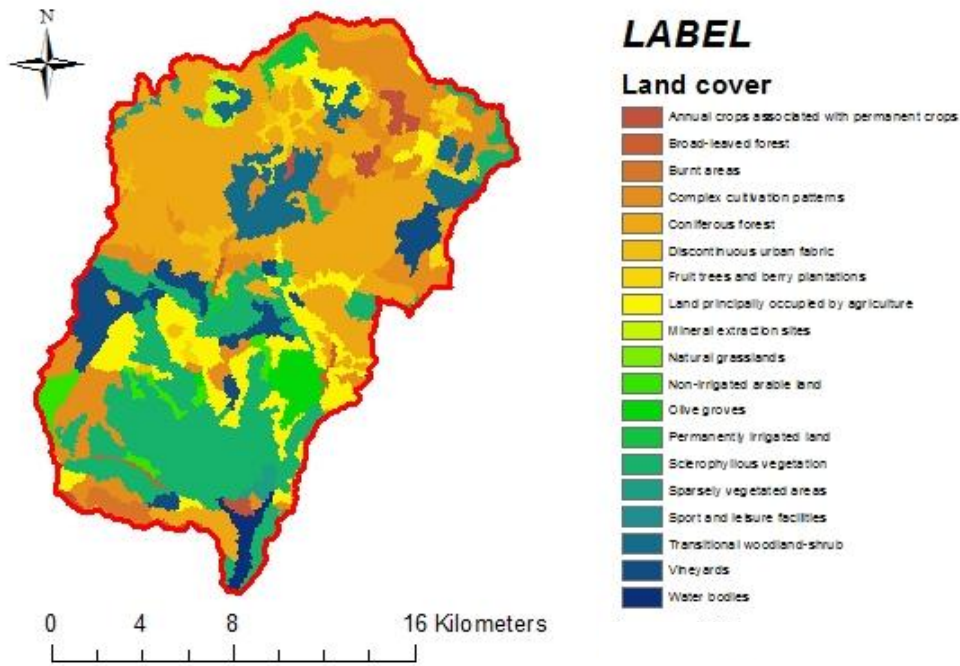 N
LABEL
Land cover
Annual crops associated with permanent crops
Broad-leaved forest
Burnt areas
Complex cultivation patterns
Coniferous forest
Discontinuous urban fabric
Fruit trees and berry plantations
Land principally occupied by agriculture
Mineral extraction sites
Natural grasslands
Non-irrigated arable land
Olive groves
Permanently irrigated land
Sclerophyllous vegetation
Sparsely vegetated areas
Sport and leisure facilities
Transitional woodland-shrub
Vineyards
Water bodies
0 4 8 16 Kilometers